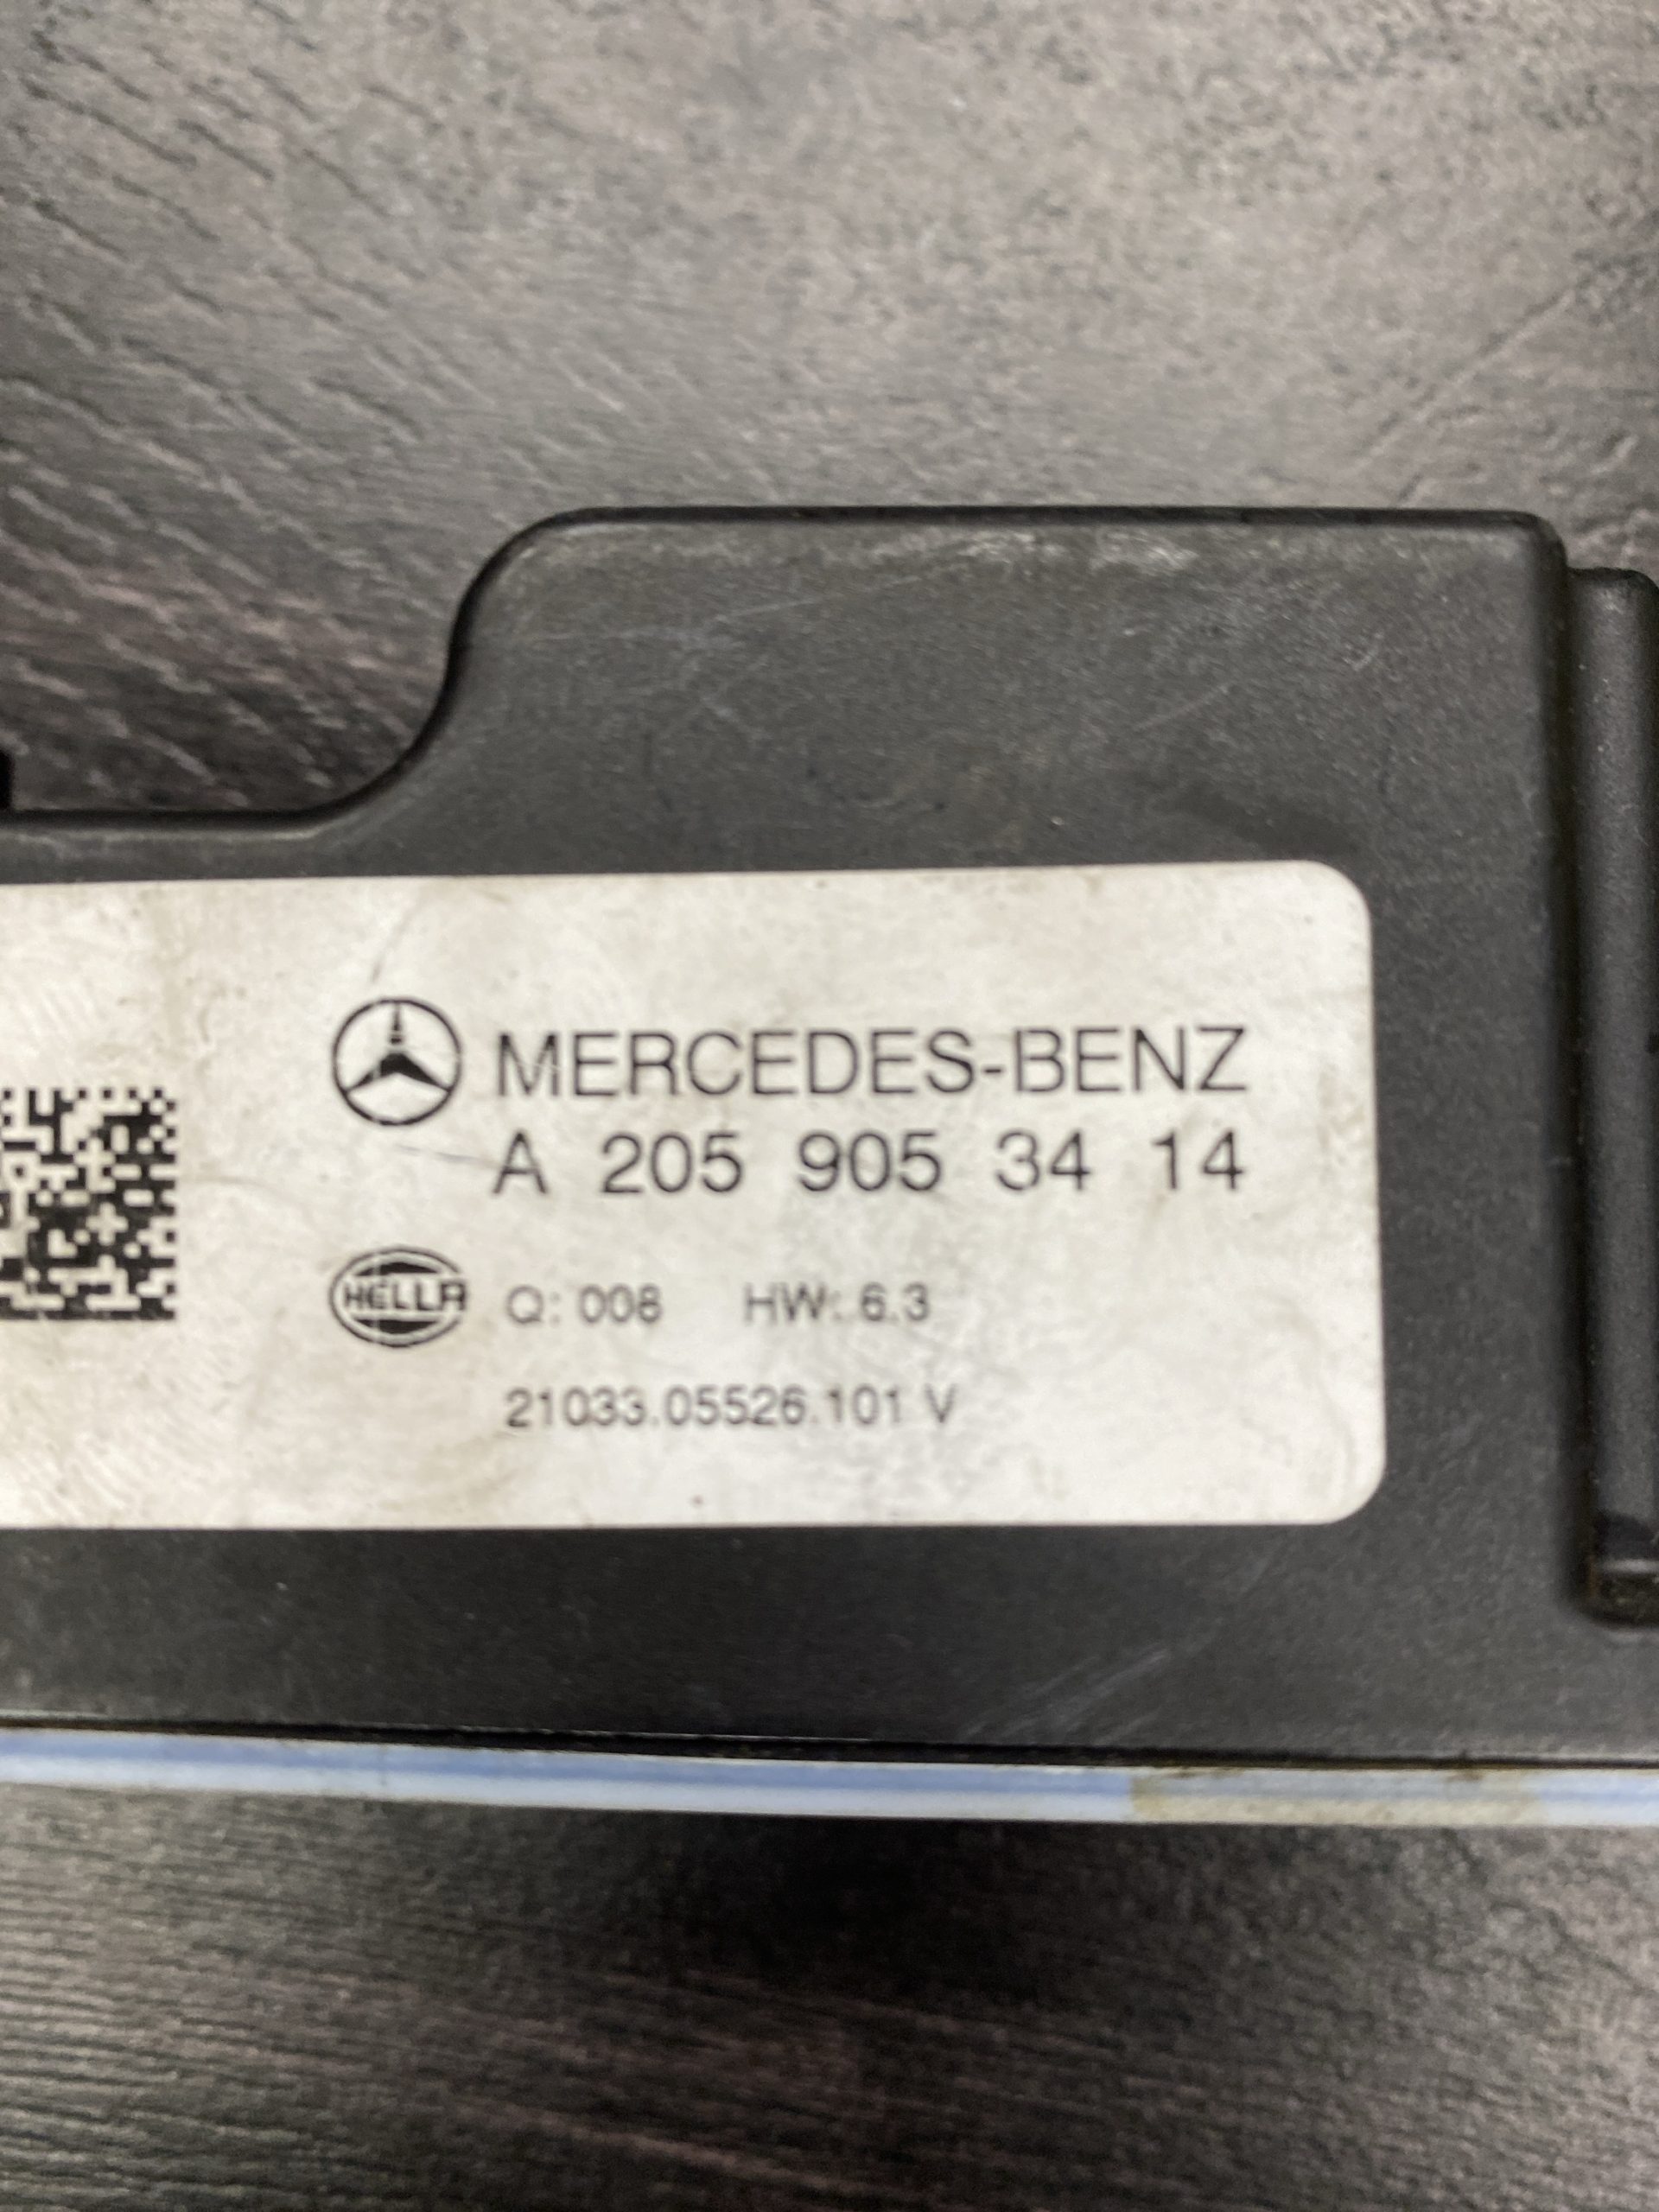 MERCEDES-BENZ
A 205 905 34 14
HELLA Q: 008 HW: 6.3
21033.05526.101 V